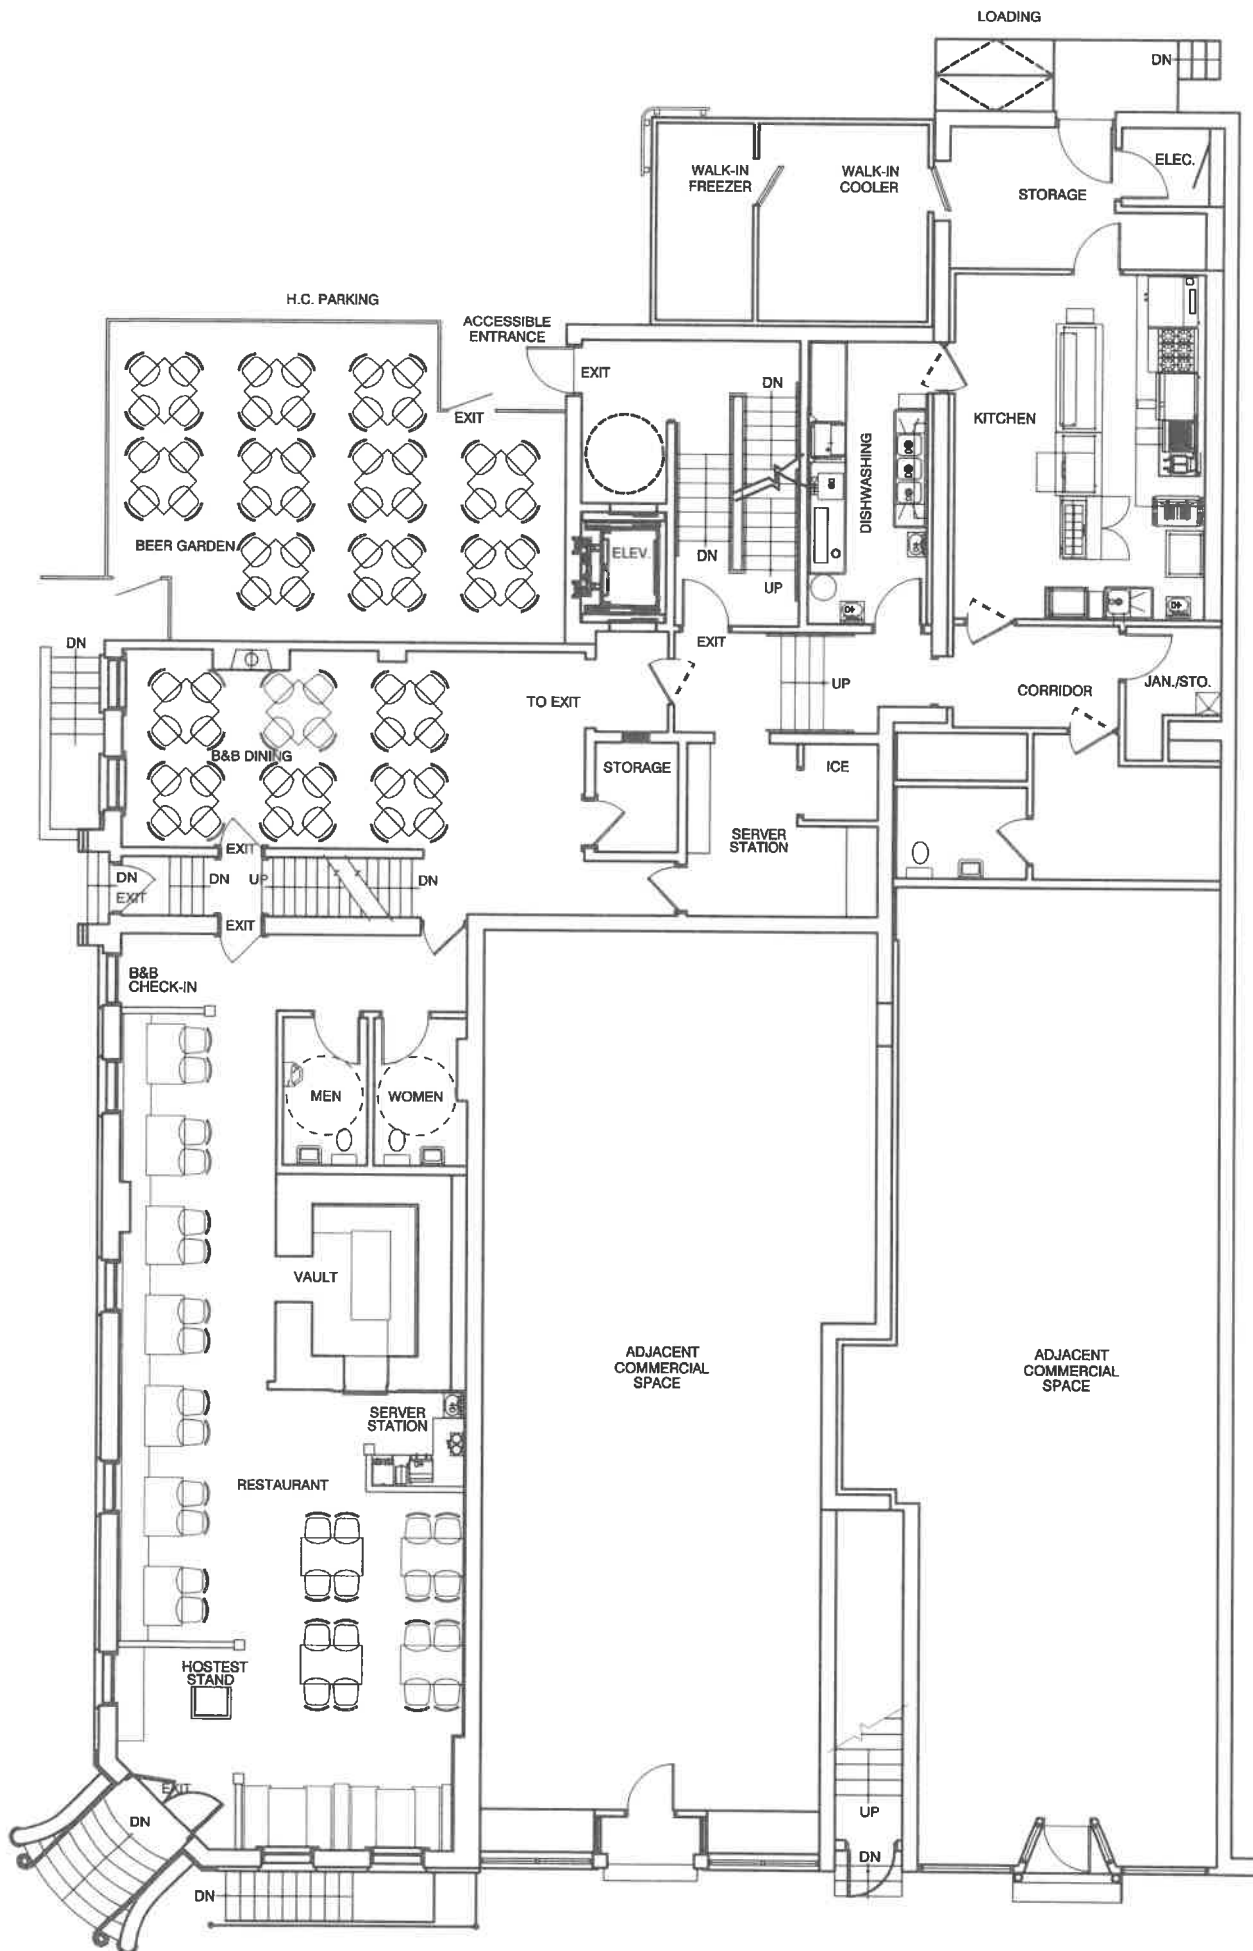 LOADING
DN
WALK-IN
FREEZER
WALK-IN
COOLER
ELEC.
STORAGE
H.C. PARKING
ACCESSIBLE
ENTRANCE
EXIT
DN
EXIT
KITCHEN
DISHWASHING
BEER GARDEN
ELEV.
DN
UP
DN
EXIT
UP
CORRIDOR
JAN./STO.
TO EXIT
B&B DINING
STORAGE
ICE
SERVER
STATION
EXIT
DN
EXIT
DN
UP
DN
EXIT
B&B
CHECK-IN
MEN
WOMEN
VAULT
ADJACENT
COMMERCIAL
SPACE
ADJACENT
COMMERCIAL
SPACE
SERVER
STATION
RESTAURANT
HOSTEST
STAND
EXIT
DN
UP
DN
DN